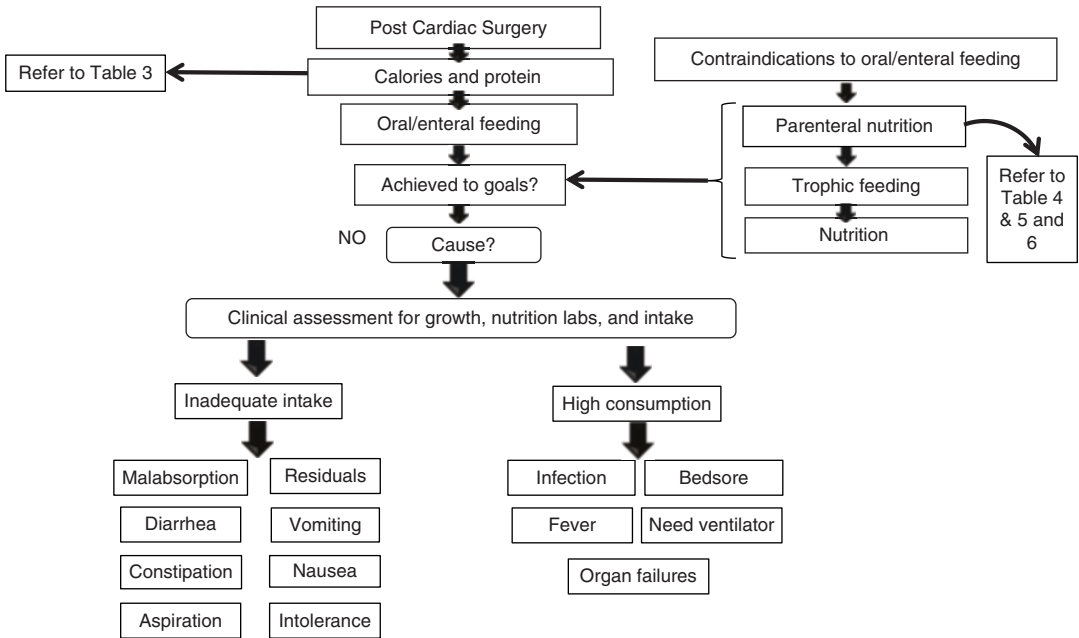 Post Cardiac Surgery
Refer to Table 3
Calories and protein
Contraindications to oral/enteral feeding
Oral/enteral feeding
Parenteral nutrition
Achieved to goals?
Trophic feeding
Refer to
Table 4
& 5 and
6
NO
Cause?
Nutrition
Clinical assessment for growth, nutrition labs, and intake
Inadequate intake
High consumption
Malabsorption
Residuals
Diarrhea
Vomiting
Constipation
Nausea
Aspiration
Intolerance
Infection
Bedsore
Fever
Need ventilator
Organ failures